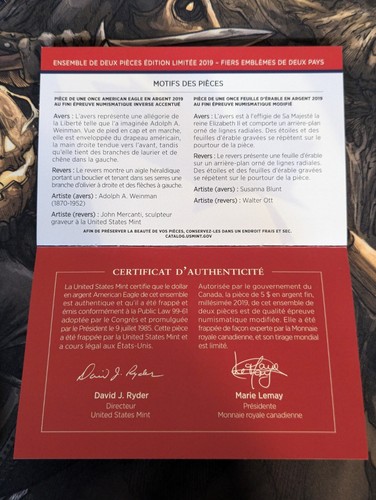 ENSEMBLE DE DEUX PIÈCES ÉDITION LIMITÉE 2019 – FIERS EMBLÈMES DE DEUX PAYS
MOTIFS DES PIÈCES
PIÈCE DE UNE ONCE AMERICAN EAGLE EN ARGENT 2019
AU FINI ÉPREUVE NUMISMATIQUE INVERSE ACCENTUÉ
Avers : L'avers représente une allégorie de
la Liberté telle que l'a imaginée Adolph A.
Weinman. Vue de pied en cap et en marche,
elle est enveloppée du drapeau américain,
la main droite tendue vers l'avant, tandis
qu'elle tient des branches de laurier et de
chêne dans la gauche.
Revers : Le revers montre un aigle héraldique
portant un bouclier et tenant dans ses serres une
branche d'olivier à droite et des flèches à gauche.
Artiste (avers) : Adolph A. Weinman
(1870-1952)
Artiste (revers) : John Mercanti, sculpteur
graveur à la United States Mint
PIÈCE DE UNE ONCE FEUILLE D'ÉRABLE EN ARGENT 2019
AU FINI ÉPREUVE NUMISMATIQUE MODIFIÉ
Avers : L'avers est à l'effigie de Sa Majesté la
reine Elizabeth II et comporte un arrière-plan
orné de lignes radiales. Des étoiles et des
feuilles d'érable gravées se répètent sur le
pourtour de la pièce.
Revers : Le revers présente une feuille d'érable
sur un arrière-plan orné de lignes radiales.
Des étoiles et des feuilles d'érable gravées
se répètent sur le pourtour de la pièce.
Artiste (avers) : Susanna Blunt
Artiste (revers) : Walter Ott
AFIN DE PRÉSERVER LA BEAUTÉ DE VOS PIÈCES, CONSERVEZ-LES DANS UN ENDROIT FRAIS ET SEC.
CATALOG.USMINT.GOV
CERTIFICAT D'AUTHENTICITÉ
La United States Mint certifie que le dollar
en argent American Eagle de cet ensemble
est authentique et qu'il a été frappé et
émis conformément à la Public Law 99-61
adoptée par le Congrès et promulguée
par le Président le 9 juillet 1985. Cette pièce
a été frappée par la United States Mint et
a cours légal aux États-Unis.
David J. Ryder
David J. Ryder
Directeur
United States Mint
Autorisée par le gouvernement du
Canada, la pièce de 5 $ en argent fin,
millésimée 2019, de cet ensemble de
deux pièces est de qualité épreuve
numismatique modifiée. Elle a été
frappée de façon experte par la Monnaie
royale canadienne, et son tirage mondial
est limité.
Marie Lemay
Présidente
Monnaie royale canadienne